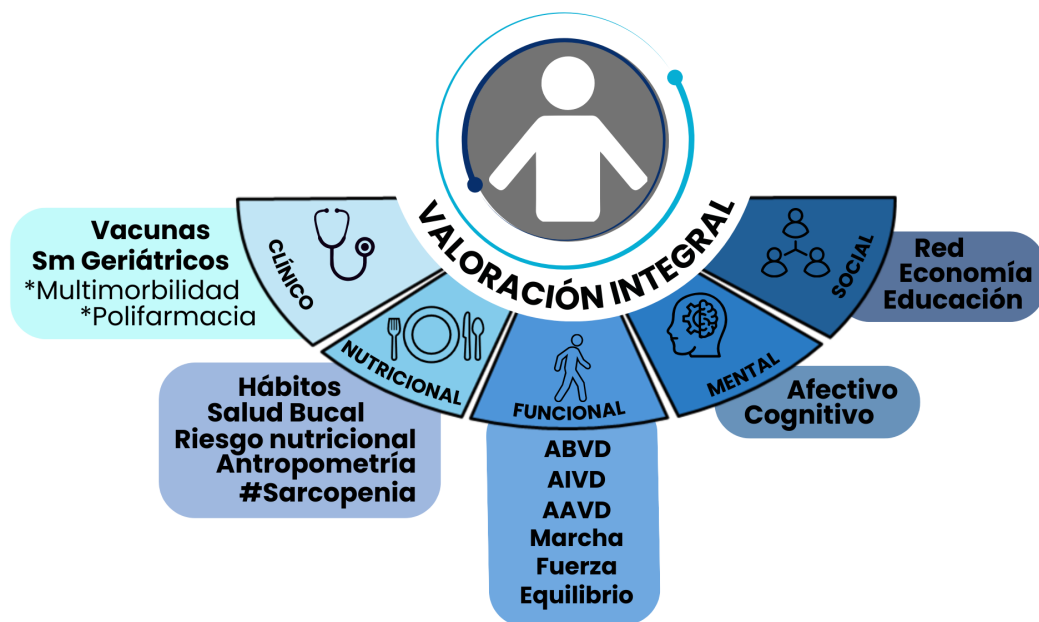 VALORACIÓN INTEGRAL
CLÍNICO
Vacunas
Sm Geriátricos
*Multimorbilidad
*Polifarmacia
NUTRICIONAL
Hábitos
Salud Bucal
Riesgo nutricional
Antropometría
#Sarcopenia
FUNCIONAL
ABVD
AIVD
AAVD
Marcha
Fuerza
Equilibrio
MENTAL
Afectivo
Cognitivo
SOCIAL
Red
Economía
Educación